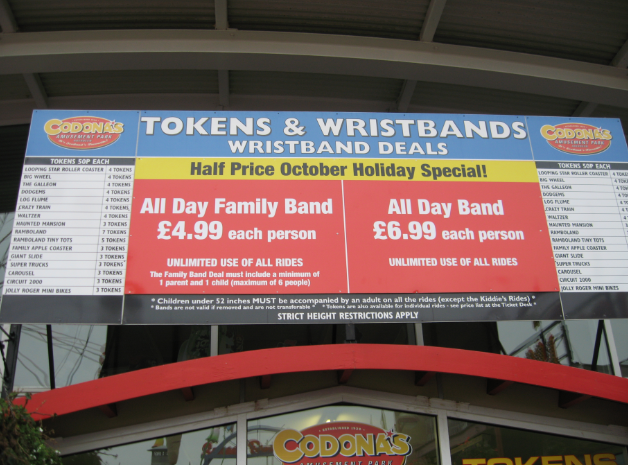 CODONA'S
AMUSEMENT PARK
TOKENS & WRISTBANDS
WRISTBAND DEALS
CODONA'S
AMUSEMENT PARK
Half Price October Holiday Special!
TOKENS 50P EACH
LOOPING STAR ROLLER COASTER 4 TOKENS
BIG WHEEL 4 TOKENS
THE GALLEON 4 TOKENS
DODGEMS 4 TOKENS
LOG FLUME 4 TOKENS
CRAZY TRAIN 4 TOKENS
WALTZER 4 TOKENS
HAUNTED MANSION 3 TOKENS
RAMBOLAND 7 TOKENS
RAMBOLAND TINY TOTS 5 TOKENS
FAMILY APPLE COASTER 3 TOKENS
GIANT SLIDE 3 TOKENS
SUPER TRUCKS 3 TOKENS
CAROUSEL 3 TOKENS
CIRCUIT 2000 3 TOKENS
JOLLY ROGER MINI BIKES 3 TOKENS
All Day Family Band
£4.99 each person
UNLIMITED USE OF ALL RIDES
The Family Band Deal must include a minimum of
1 parent and 1 child (maximum of 6 people)
All Day Band
£6.99 each person
UNLIMITED USE OF ALL RIDES
TOKENS 50P EACH
LOOPING STAR ROLLER COASTER 4
BIG WHEEL 4
THE GALLEON 4
DODGEMS 4
LOG FLUME 4
CRAZY TRAIN 4
WALTZER
HAUNTED MANSION
RAMBOLAND
RAMBOLAND TINY TOTS
FAMILY APPLE COASTER
GIANT SLIDE
SUPER TRUCKS
CAROUSEL
CIRCUIT 2000
JOLLY ROGER MINI BIKES
* Children under 52 inches MUST be accompanied by an adult on all the rides (except the Kiddie's Rides) *
* Bands are not valid if removed and are not transferable * * Tokens are also available for individual rides - see price list at the Ticket Desk *
STRICT HEIGHT RESTRICTIONS APPLY
CODONA'S
AMUSEMENT PARK
TOKENS